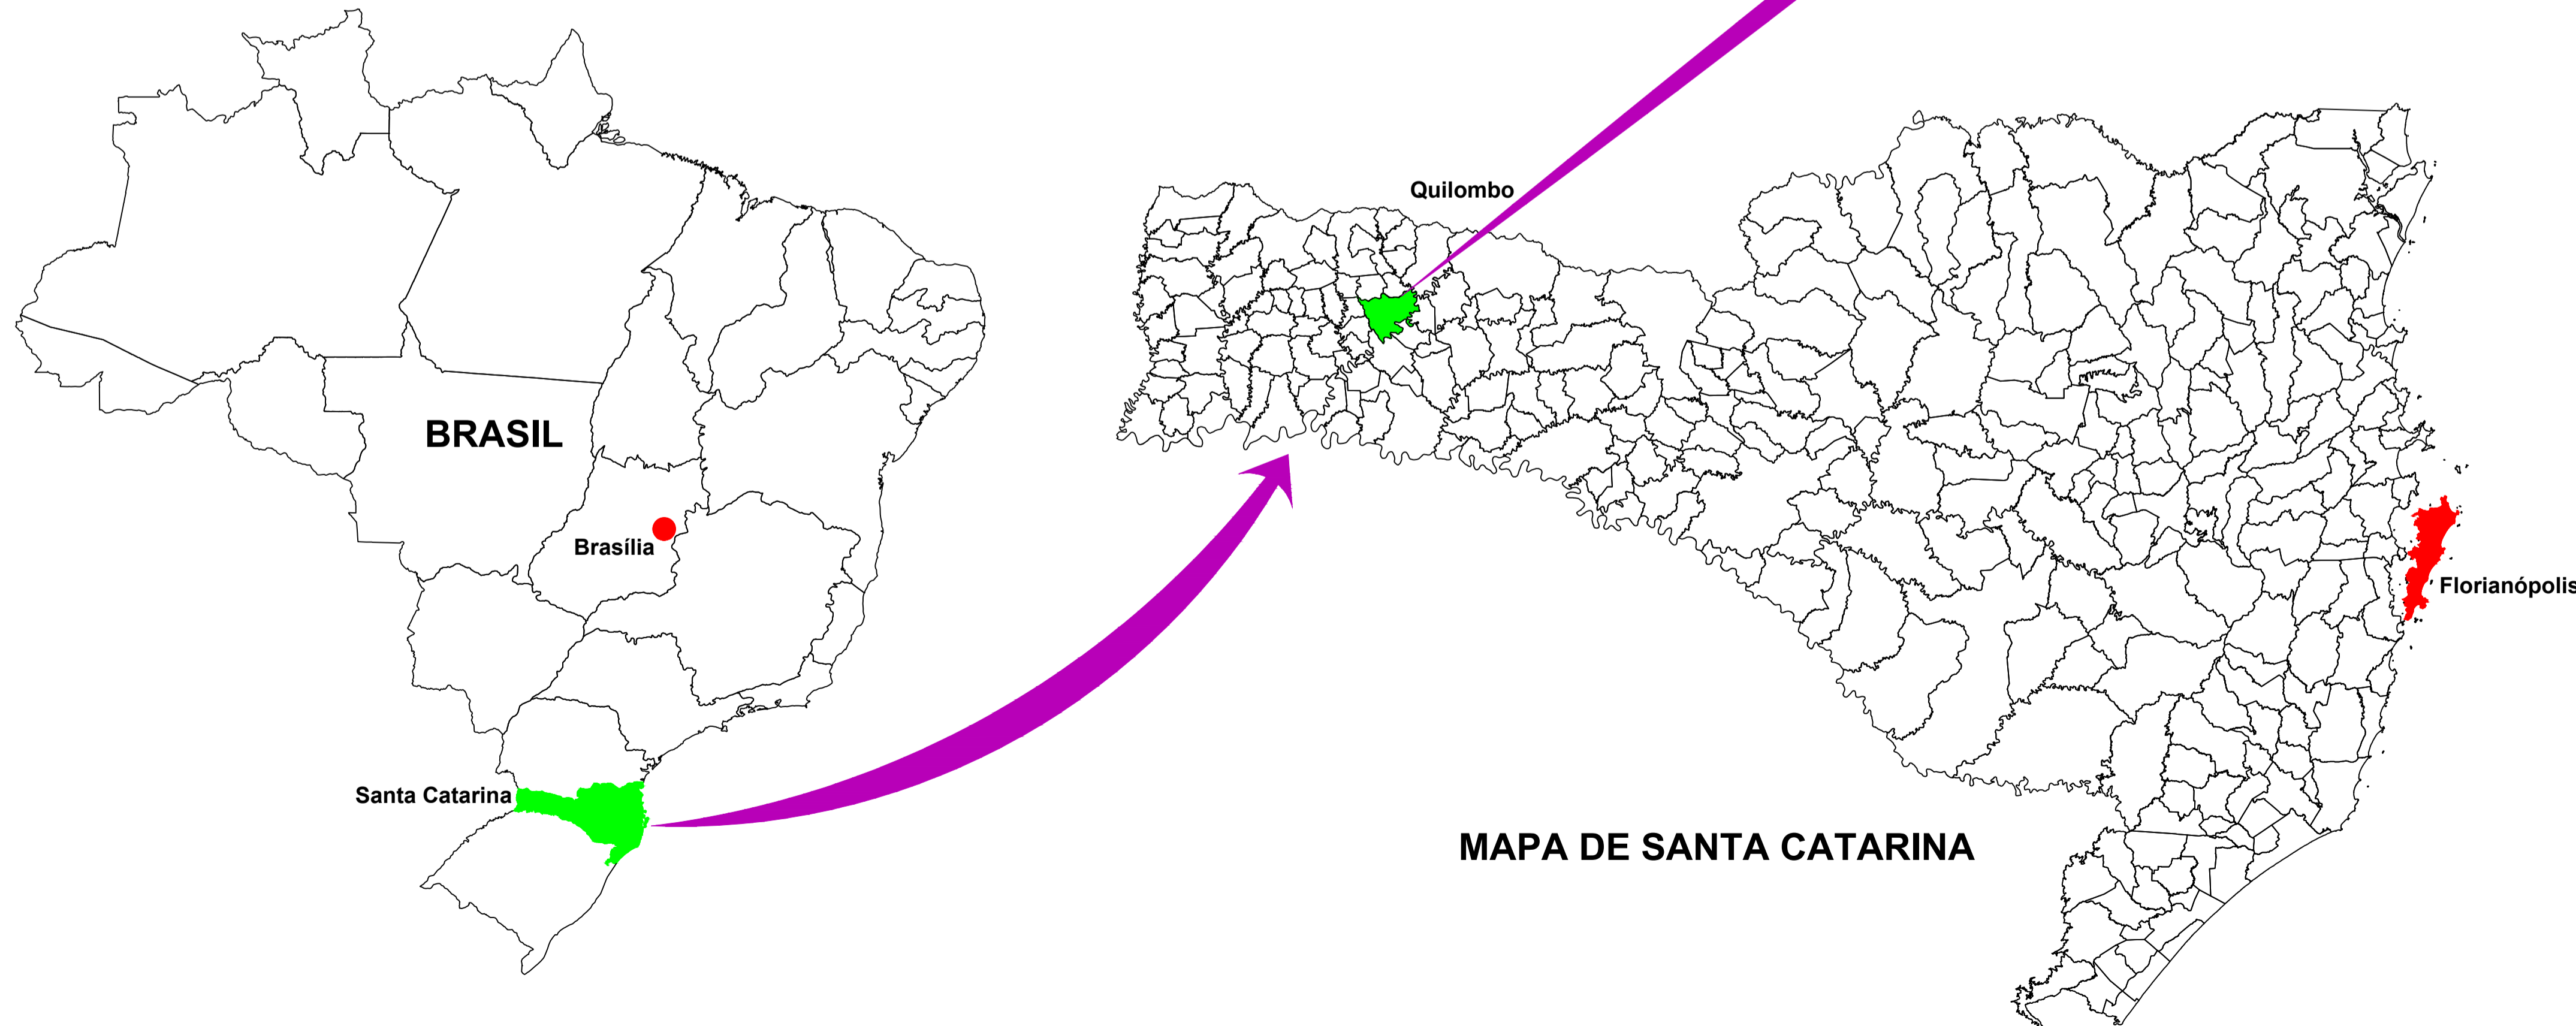 BRASIL
Brasília
Santa Catarina
Quilombo
Florianópolis
MAPA DE SANTA CATARINA